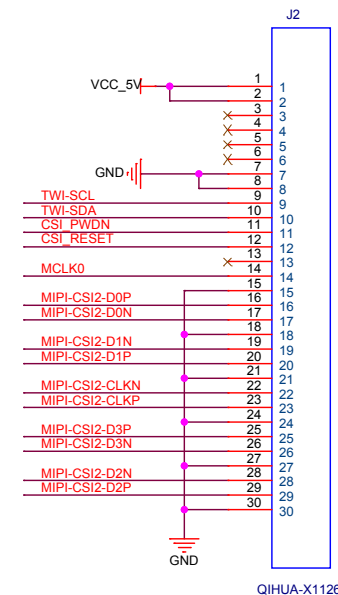 J2
VCC_5V 1 1
2 2
3 3
4 4
5 5
6 6
GND 7 7
8 8
TWI-SCL 9 9
TWI-SDA 10 10
CSI_PWDN 11 11
CSI_RESET 12 12
13 13
MCLK0 14 14
15 15
MIPI-CSI2-D0P 16 16
MIPI-CSI2-D0N 17 17
18 18
MIPI-CSI2-D1N 19 19
MIPI-CSI2-D1P 20 20
21 21
MIPI-CSI2-CLKN 22 22
MIPI-CSI2-CLKP 23 23
24 24
MIPI-CSI2-D3P 25 25
MIPI-CSI2-D3N 26 26
27 27
MIPI-CSI2-D2N 28 28
MIPI-CSI2-D2P 29 29
30 30
GND
QIHUA-X1126